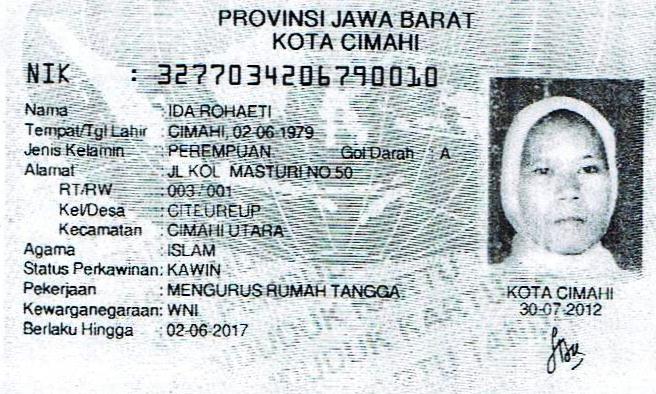 PROVINSI JAWA BARAT
KOTA CIMAHI
NIK : 3277034206790010
Nama : IDA ROHAETI
Tempat/Tgl Lahir : CIMAHI, 02-06-1979
Jenis Kelamin : PEREMPUAN Gol Darah : A
Alamat : JL KOL MASTURI NO 50
RT/RW : 003 / 001
Kel/Desa : CITEUREUP
Kecamatan : CIMAHI UTARA
Agama : ISLAM
Status Perkawinan: KAWIN
Pekerjaan : MENGURUS RUMAH TANGGA
Kewarganegaraan: WNI
Berlaku Hingga : 02-06-2017
KOTA CIMAHI
30-07-2012